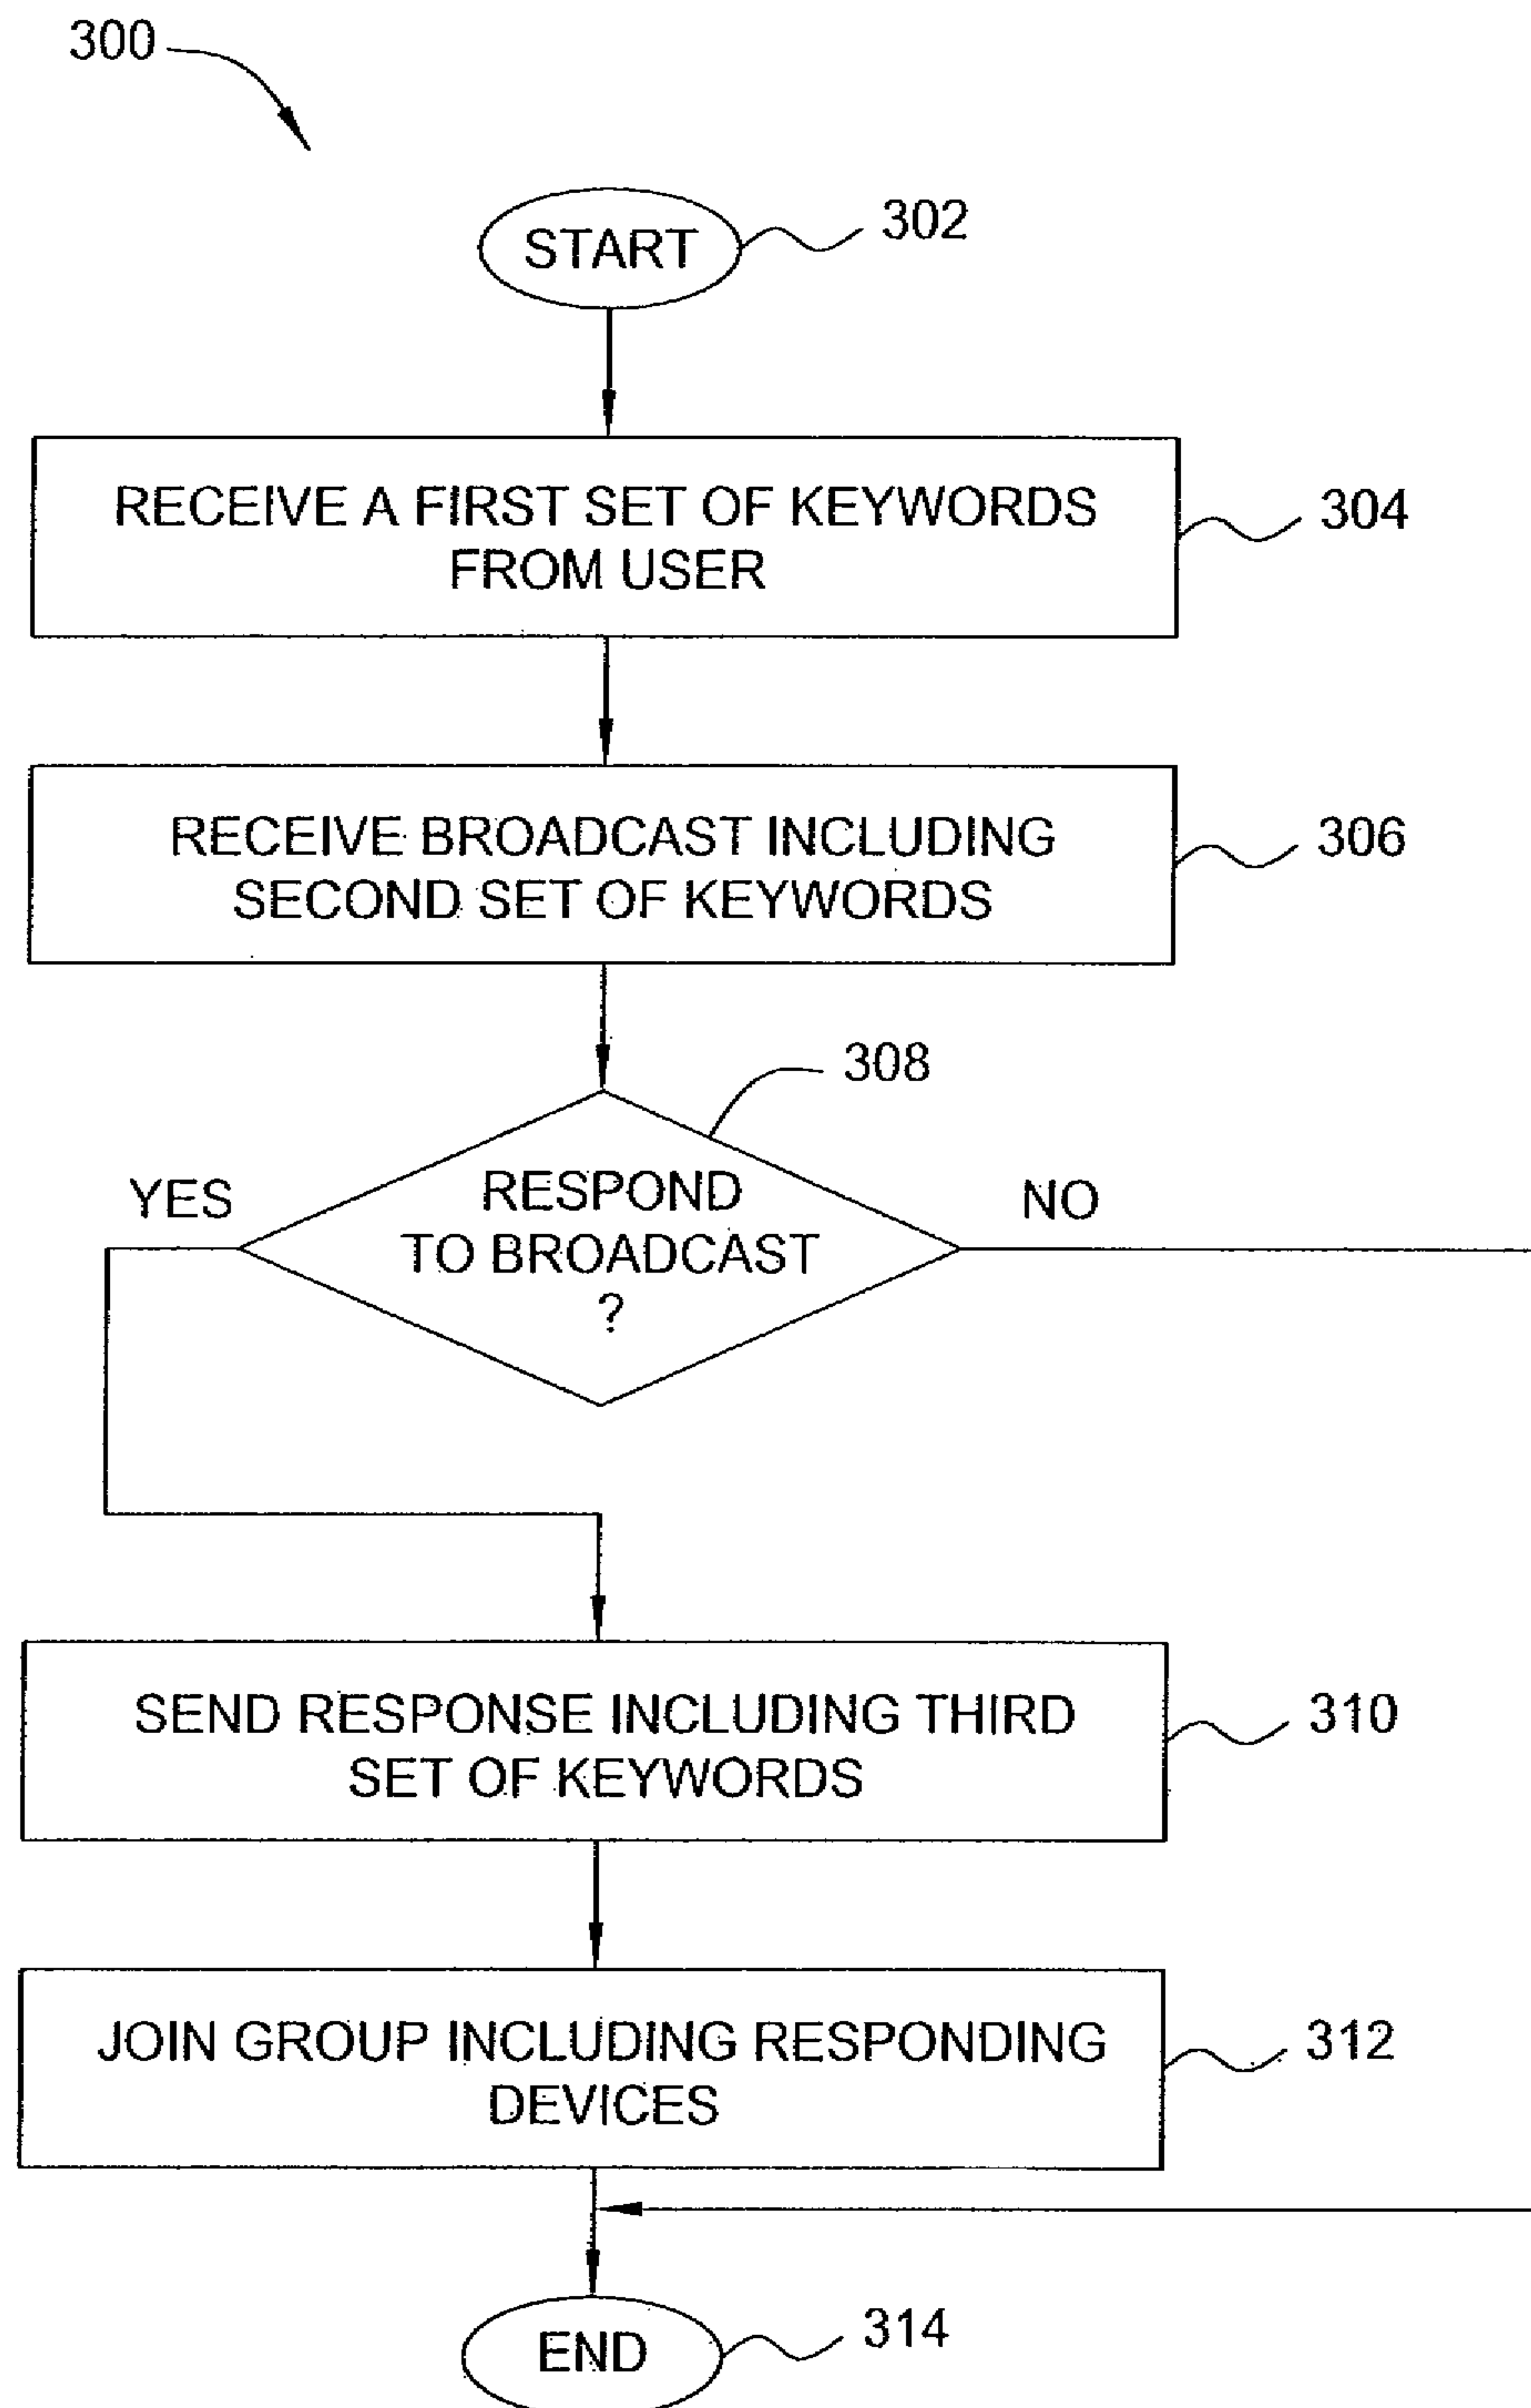 300
START
302
RECEIVE A FIRST SET OF KEYWORDS
FROM USER
304
RECEIVE BROADCAST INCLUDING
SECOND SET OF KEYWORDS
306
308
YES
RESPOND
TO BROADCAST
?
NO
SEND RESPONSE INCLUDING THIRD
SET OF KEYWORDS
310
JOIN GROUP INCLUDING RESPONDING
DEVICES
312
END
314